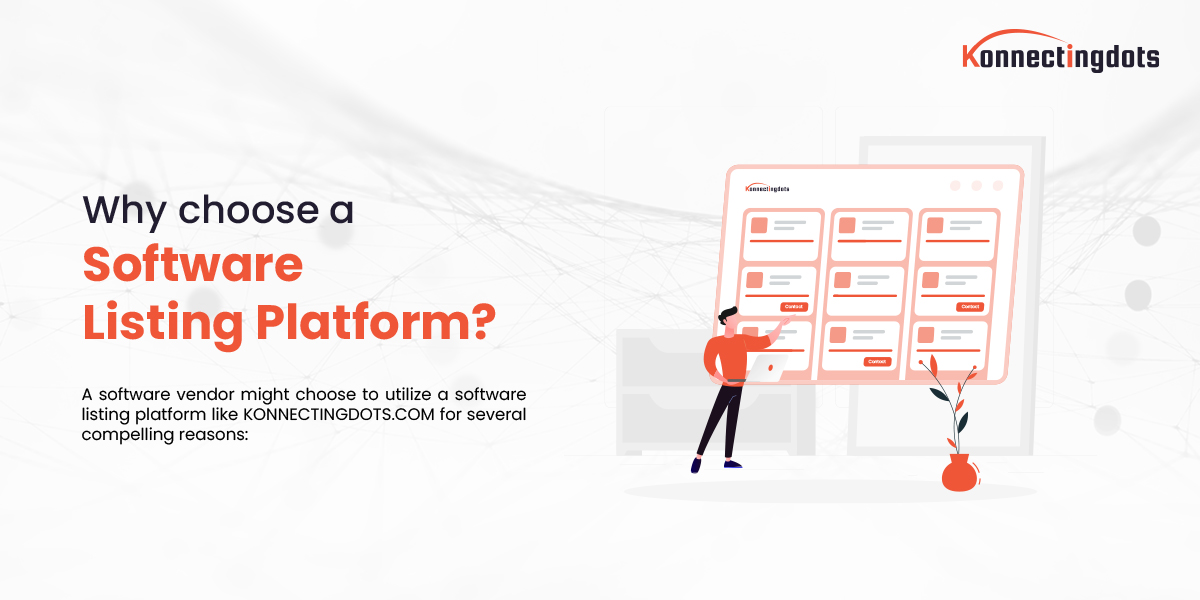 Konnectingdots
Why choose a
Software
Listing Platform?
A software vendor might choose to utilize a software
listing platform like KONNECTINGDOTS.COM for several
compelling reasons:
Konnectingdots
Contact
Contact
Contact